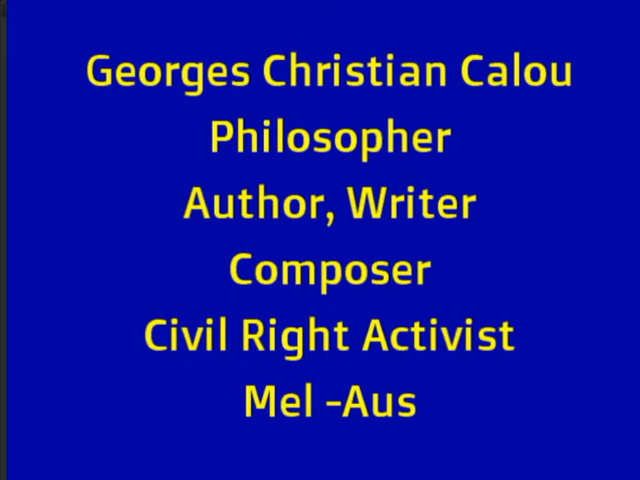 Georges Christian Calou
Philosopher
Author, Writer
Composer
Civil Right Activist
Mel -Aus